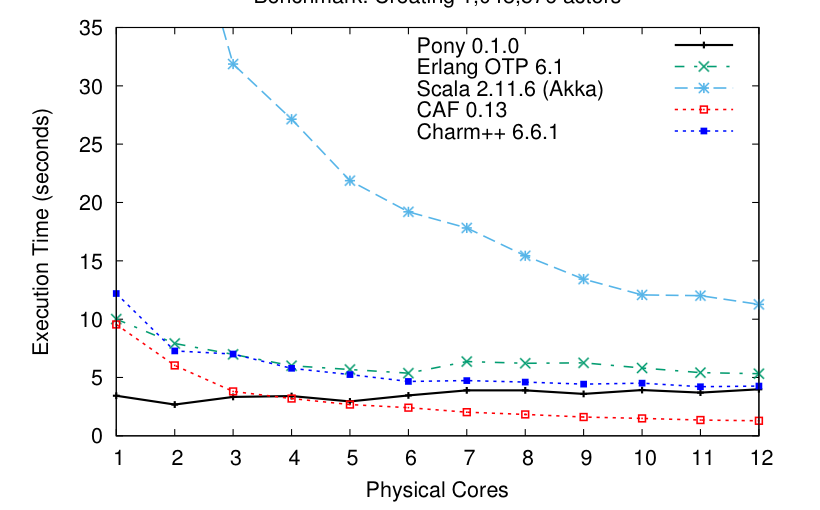 35
30
25
20
15
10
5
0
Execution Time (seconds)
Pony 0.1.0
Erlang OTP 6.1
Scala 2.11.6 (Akka)
CAF 0.13
Charm++ 6.6.1
1 2 3 4 5 6 7 8 9 10 11 12
Physical Cores